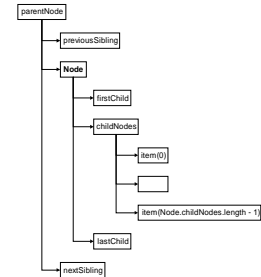 parentNode
previousSibling
Node
firstChild
childNodes
item(0)
item(Node.childNodes.length - 1)
lastChild
nextSibling